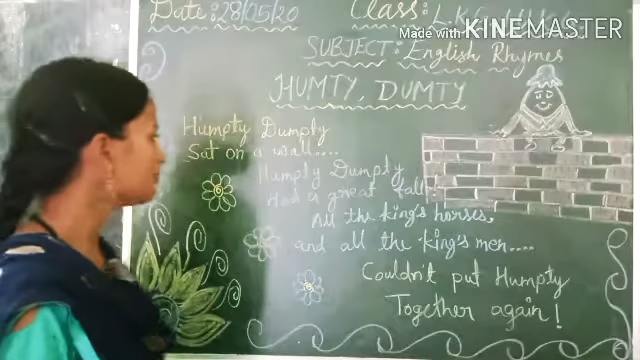 Date: 28/05/20
Class: L.K.G
Made with KINEMASTER
SUBJECT: English Rhymes
HUMTY, DUMTY
Humpty Dumpty
Sat on a wall....
Humpty Dumpty
Had a great fall!
All the king's horses,
and all the king's men....
Couldn't put Humpty
Together again!